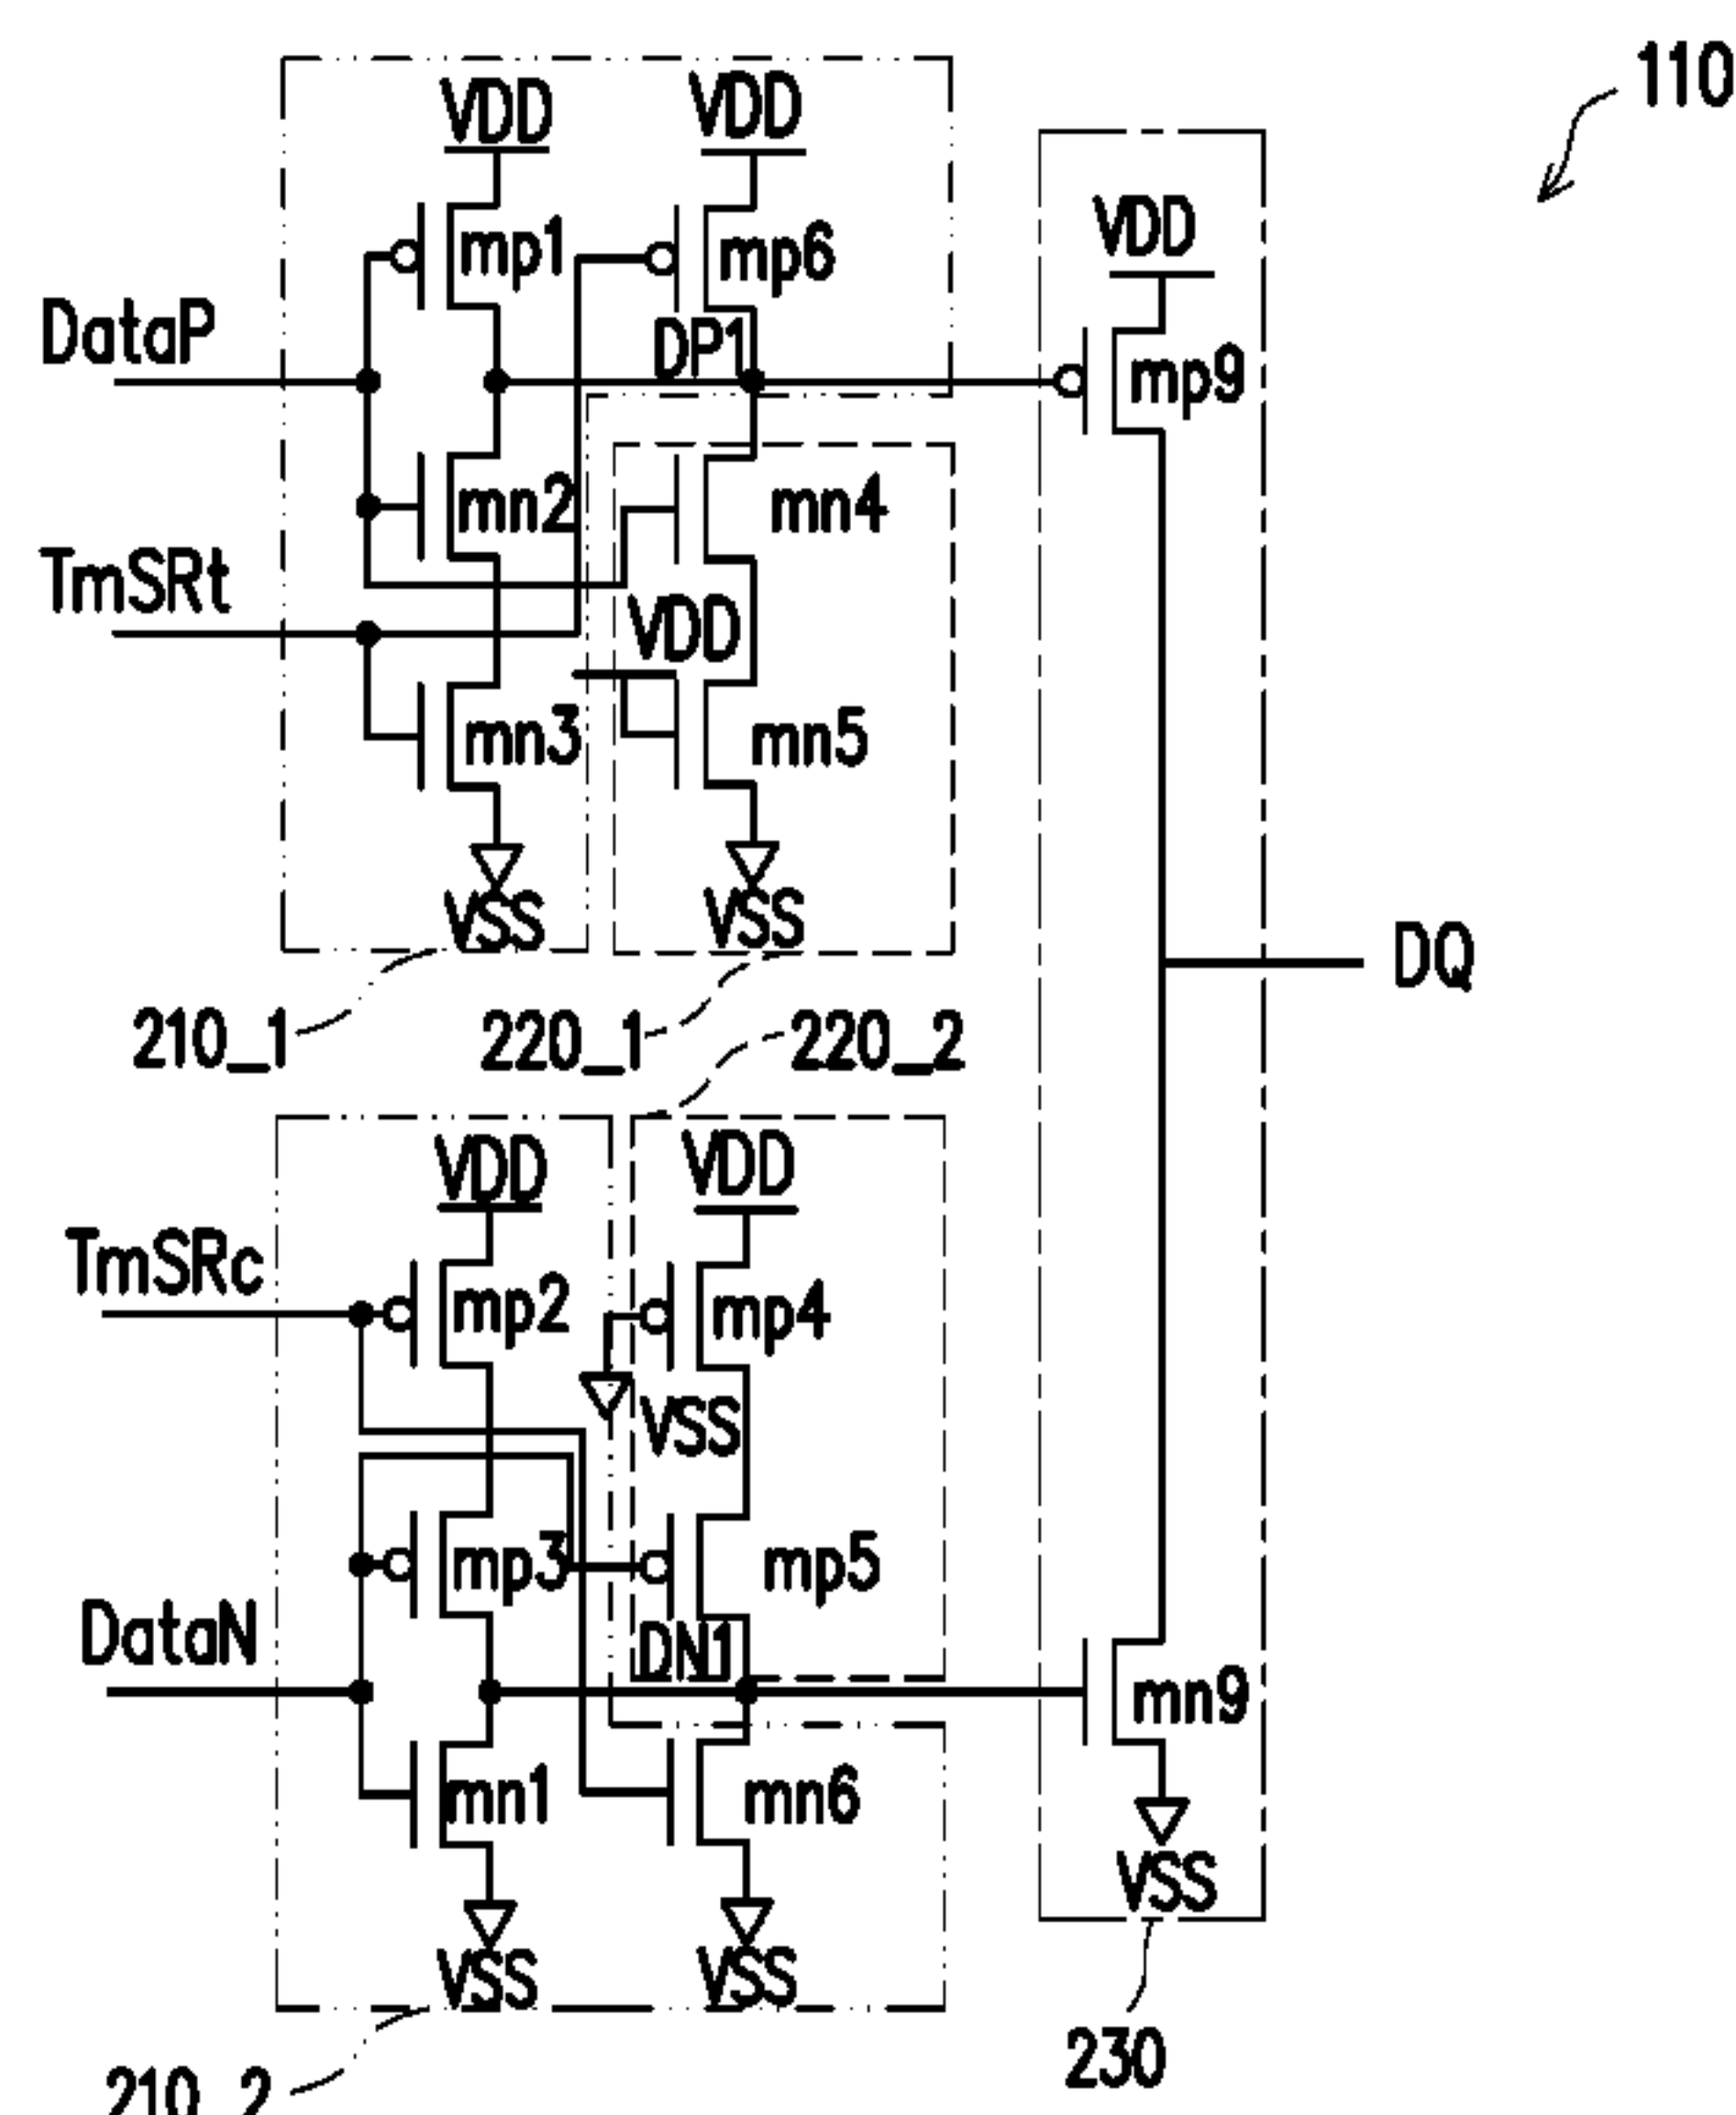 110
VDD
VDD
VDD
mp1
mp6
DataP
DP1
mp9
mn2
mn4
TmSRt
VDD
mn3
mn5
VSS
VSS
DQ
210_1
220_1
220_2
VDD
VDD
TmSRc
mp2
mp4
VSS
mp3
mp5
DataN
DN1
mn9
mn1
mn6
VSS
VSS
VSS
230
210_2